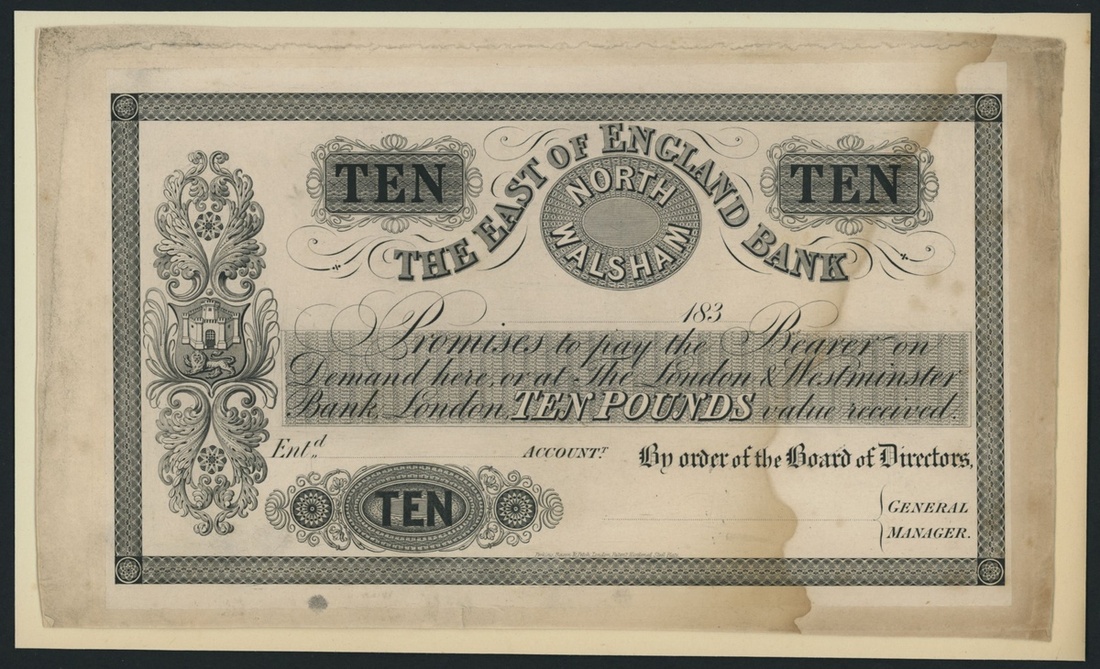 TEN
THE EAST OF ENGLAND BANK
NORTH
WALSHAM
TEN
183
Promises to pay the Bearer on
Demand here, or at The London & Westminster
Bank, London, TEN POUNDS value received.
Entd
ACCOUNT.T
By order of the Board of Directors,
TEN
GENERAL
MANAGER.